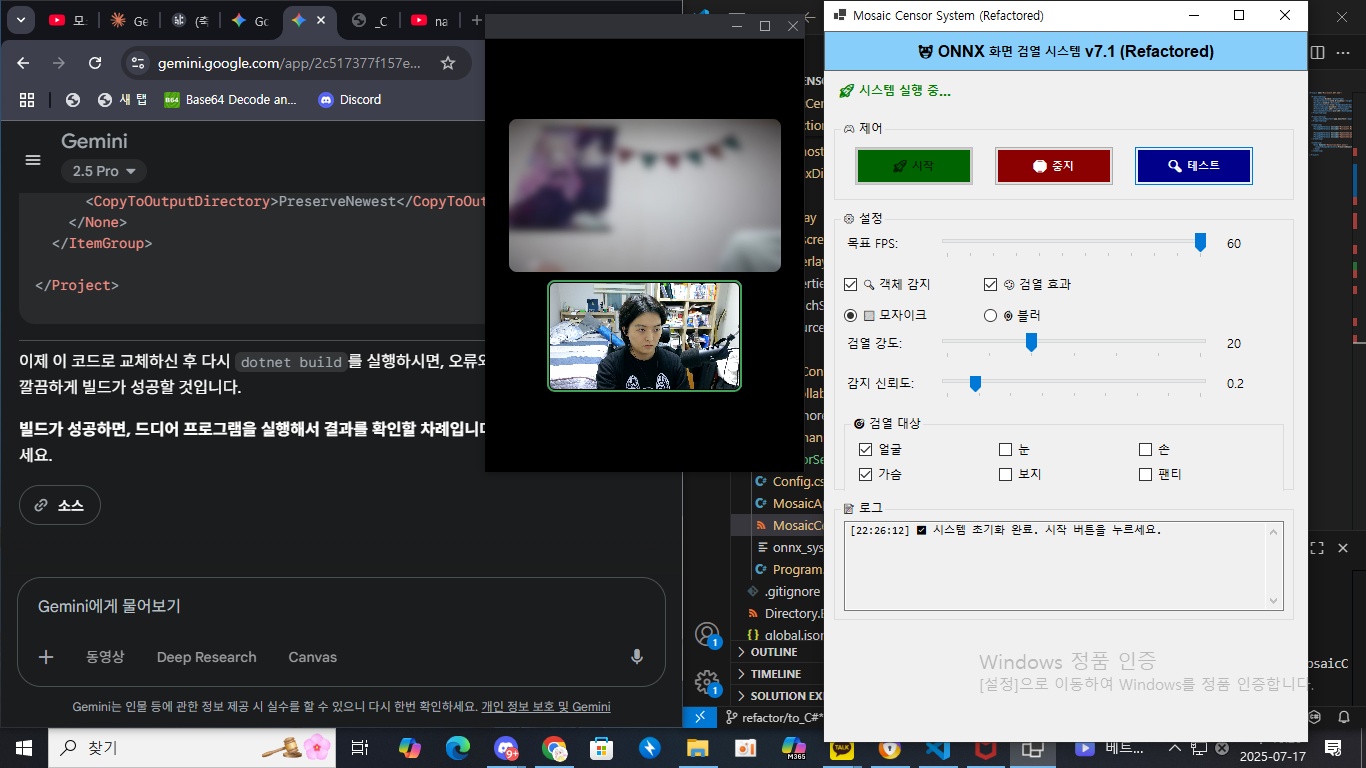 모
Ge
(축
Gc
_C
na
gemini.google.com/app/2c517377f157e...
새 탭
Base64 Decode an...
Discord
Gemini
2.5 Pro
<CopyToOutputDirectory>PreserveNewest</CopyToOut
</None>
</ItemGroup>
</Project>
이제 이 코드로 교체하신 후 다시 dotnet build 를 실행하시면, 오류와
깔끔하게 빌드가 성공할 것입니다.
빌드가 성공하면, 드디어 프로그램을 실행해서 결과를 확인할 차례입니다
세요.
소스
Gemini에게 물어보기
동영상
Deep Research
Canvas
Gemini는 인물 등에 관한 정보 제공 시 실수를 할 수 있으니 다시 한번 확인하세요. 개인 정보 보호 및 Gemini
Config.cs
MosaicAp
MosaicCo
onnx_sys
Program.
.gitignore
Directory.B
global.json
OUTLINE
TIMELINE
SOLUTION EX
refactor/to_C#*
osaicC
Mosaic Censor System (Refactored)
ONNX 화면 검열 시스템 v7.1 (Refactored)
시스템 실행 중...
제어
시작
중지
테스트
설정
목표 FPS:
60
객체 감지
검열 효과
모자이크
블러
검열 강도:
20
감지 신뢰도:
0.2
검열 대상
얼굴
눈
손
가슴
보지
팬티
로그
[22:26:12] ✅ 시스템 초기화 완료. 시작 버튼을 누르세요.
Windows 정품 인증
[설정]으로 이동하여 Windows를 정품 인증합니다.
찾기
9+
M365
TALK
베트...
2025-07-17